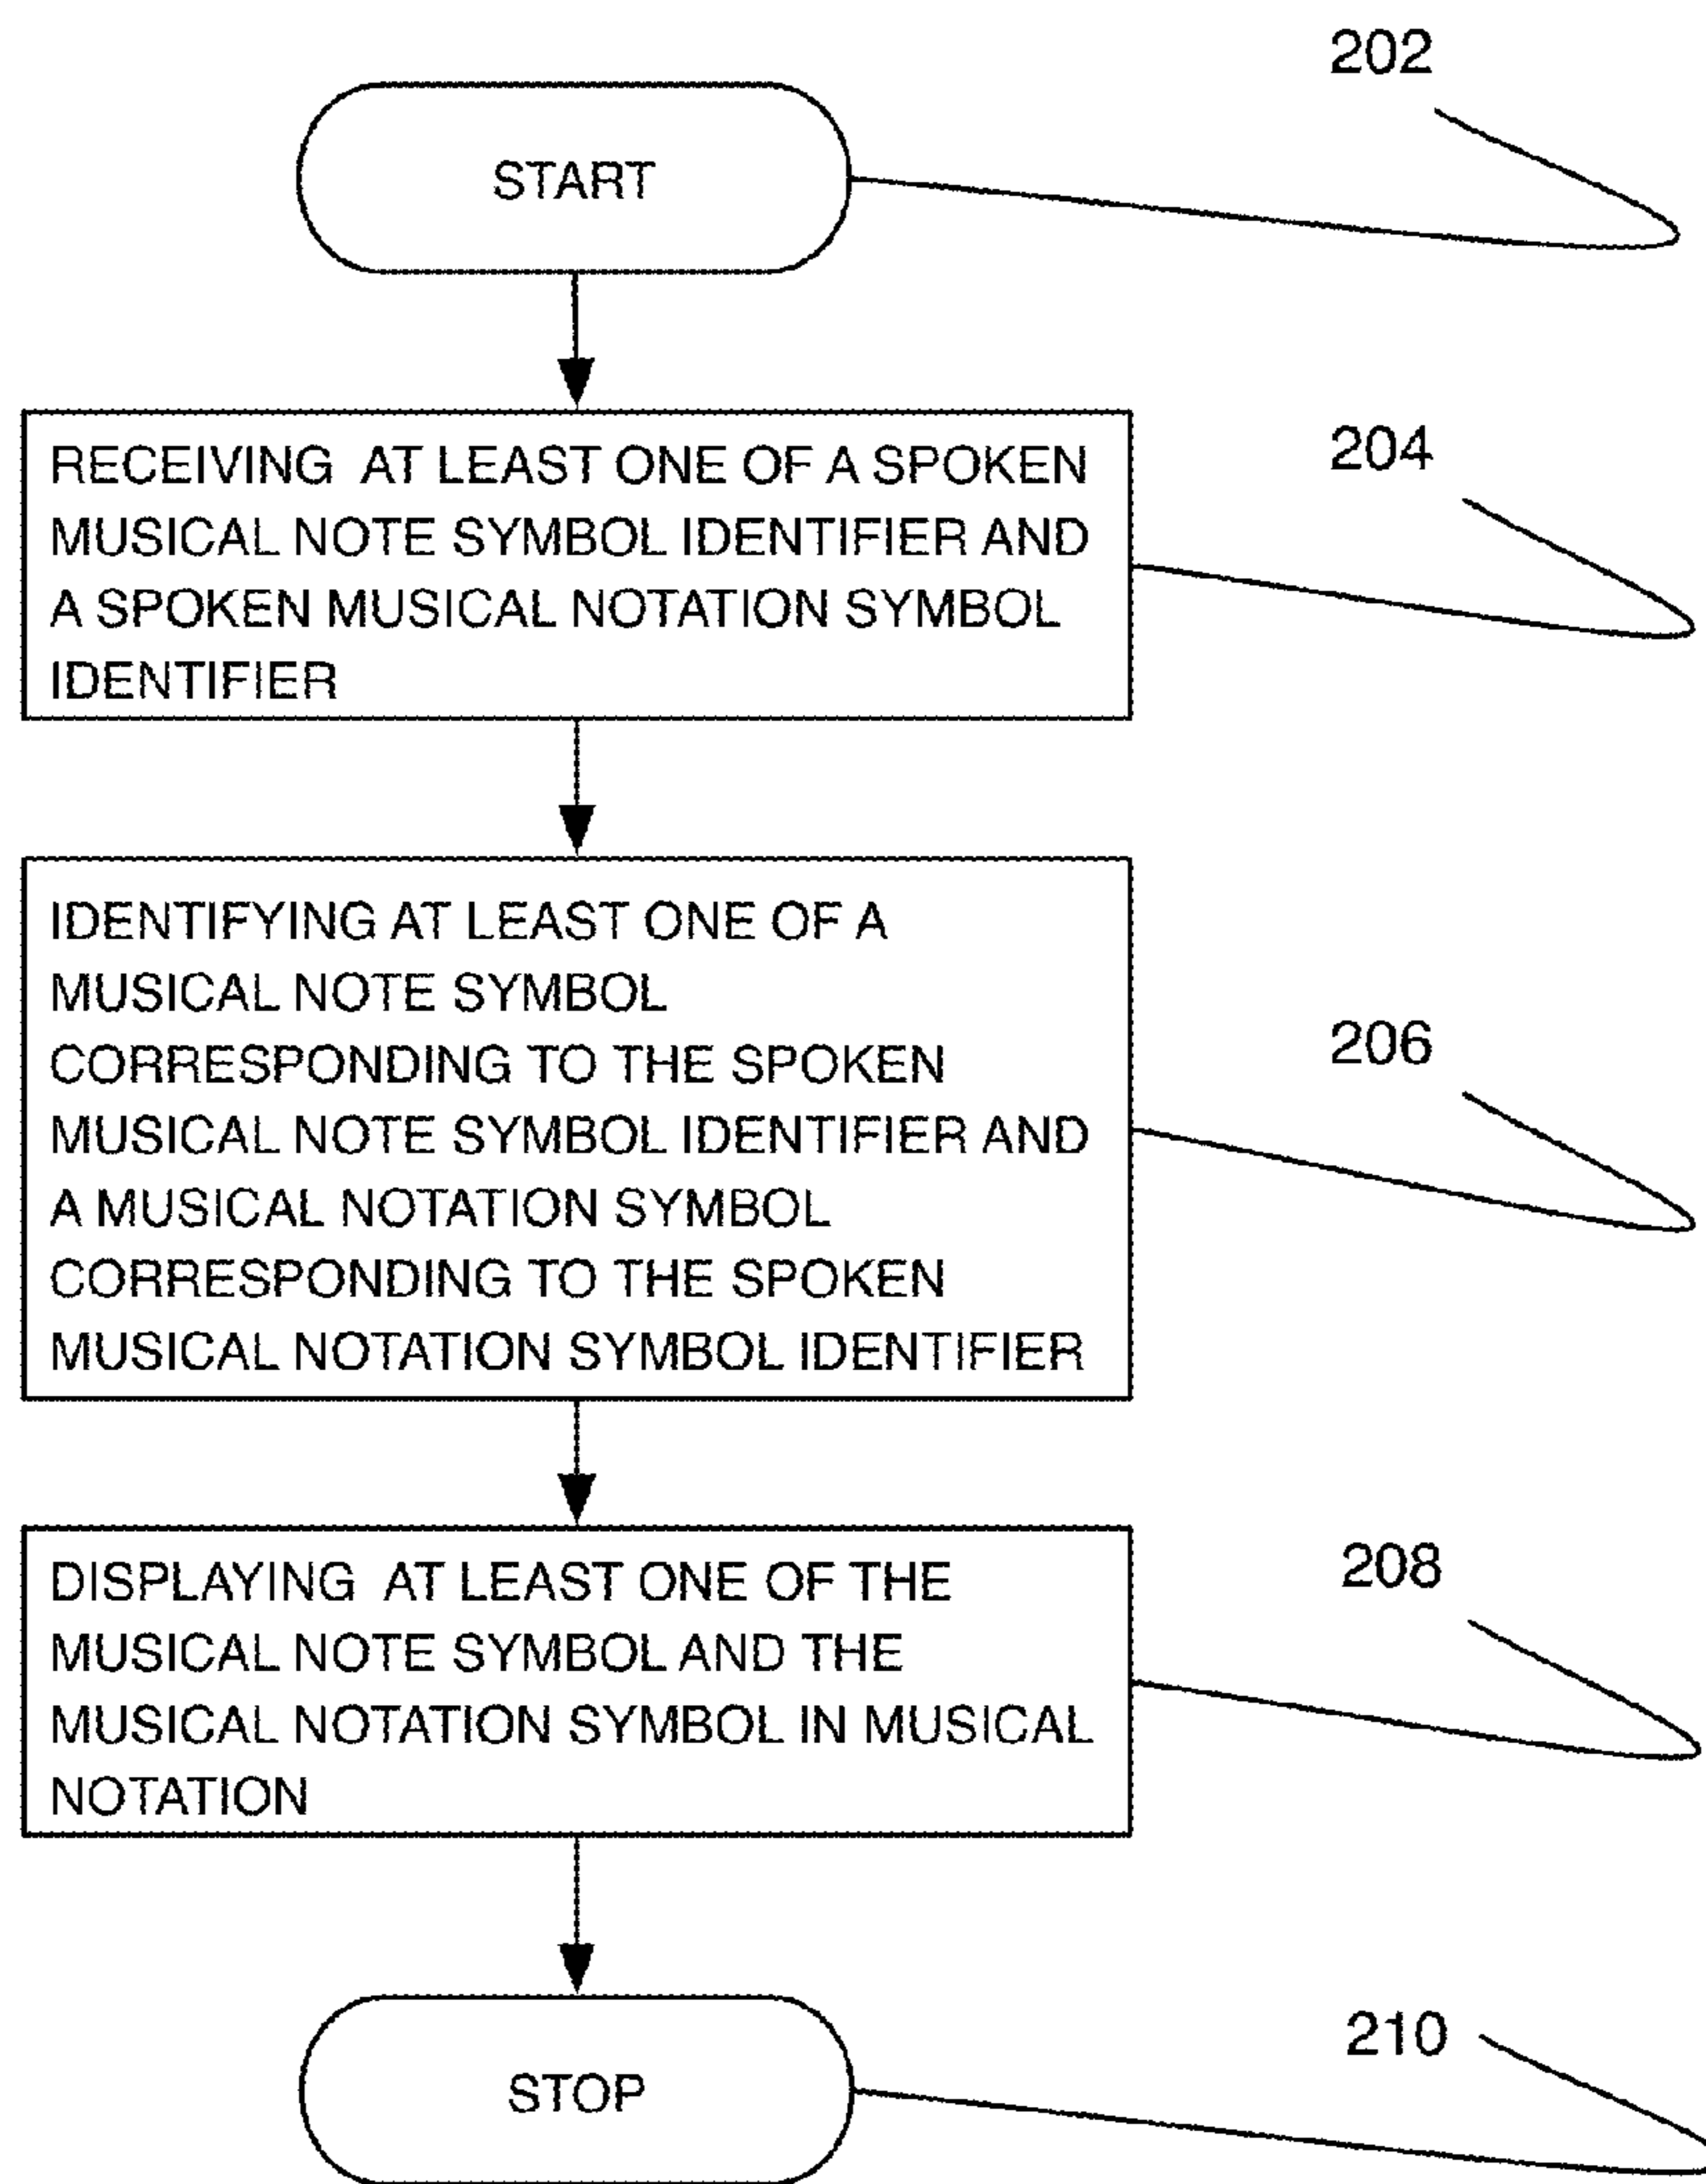 202
START
204
RECEIVING AT LEAST ONE OF A SPOKEN
MUSICAL NOTE SYMBOL IDENTIFIER AND
A SPOKEN MUSICAL NOTATION SYMBOL
IDENTIFIER
206
IDENTIFYING AT LEAST ONE OF A
MUSICAL NOTE SYMBOL
CORRESPONDING TO THE SPOKEN
MUSICAL NOTE SYMBOL IDENTIFIER AND
A MUSICAL NOTATION SYMBOL
CORRESPONDING TO THE SPOKEN
MUSICAL NOTATION SYMBOL IDENTIFIER
208
DISPLAYING AT LEAST ONE OF THE
MUSICAL NOTE SYMBOL AND THE
MUSICAL NOTATION SYMBOL IN MUSICAL
NOTATION
210
STOP